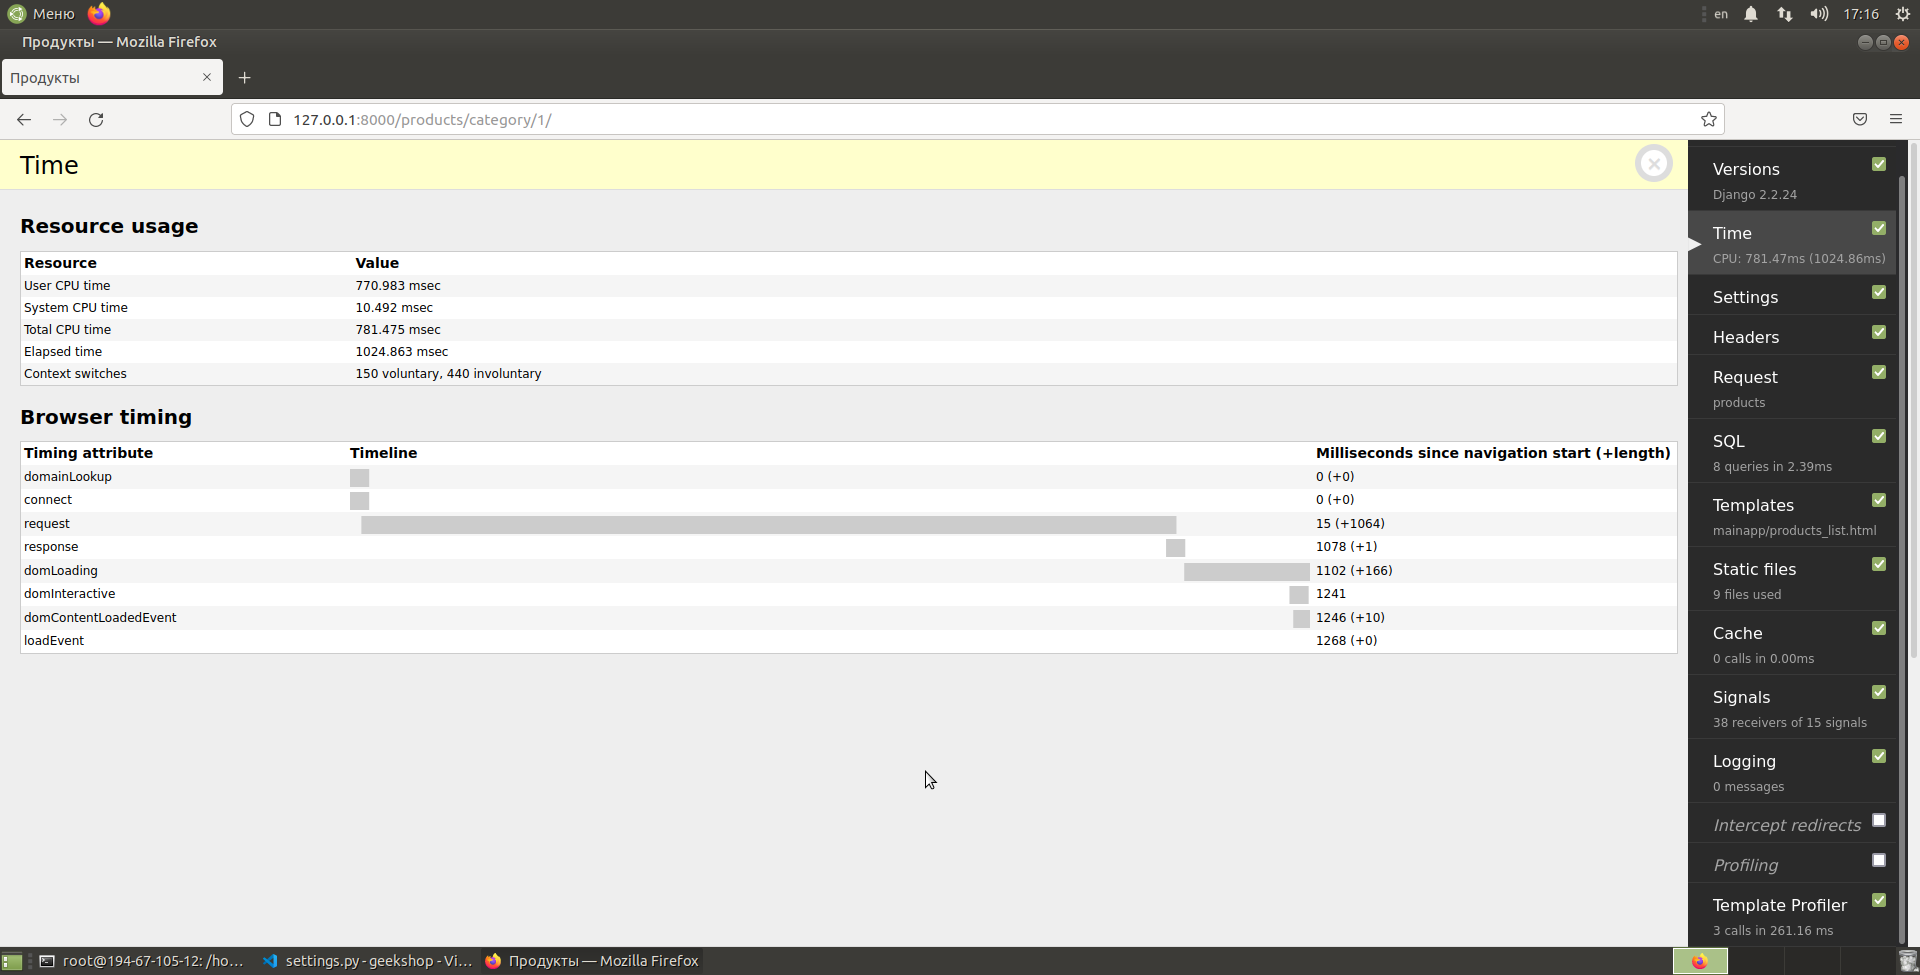 Меню
en
17:16
Продукты — Mozilla Firefox
Продукты
127.0.0.1:8000/products/category/1/
Time
Resource usage
Resource Value
User CPU time 770.983 msec
System CPU time 10.492 msec
Total CPU time 781.475 msec
Elapsed time 1024.863 msec
Context switches 150 voluntary, 440 involuntary
Browser timing
Timing attribute Timeline Milliseconds since navigation start (+length)
domainLookup 0 (+0)
connect 0 (+0)
request 15 (+1064)
response 1078 (+1)
domLoading 1102 (+166)
domInteractive 1241
domContentLoadedEvent 1246 (+10)
loadEvent 1268 (+0)
Versions
Django 2.2.24
Time
CPU: 781.47ms (1024.86ms)
Settings
Headers
Request
products
SQL
8 queries in 2.39ms
Templates
mainapp/products_list.html
Static files
9 files used
Cache
0 calls in 0.00ms
Signals
38 receivers of 15 signals
Logging
0 messages
Intercept redirects
Profiling
Template Profiler
3 calls in 261.16 ms
root@194-67-105-12: /ho...
settings.py - geekshop - Vi...
Продукты — Mozilla Firefox